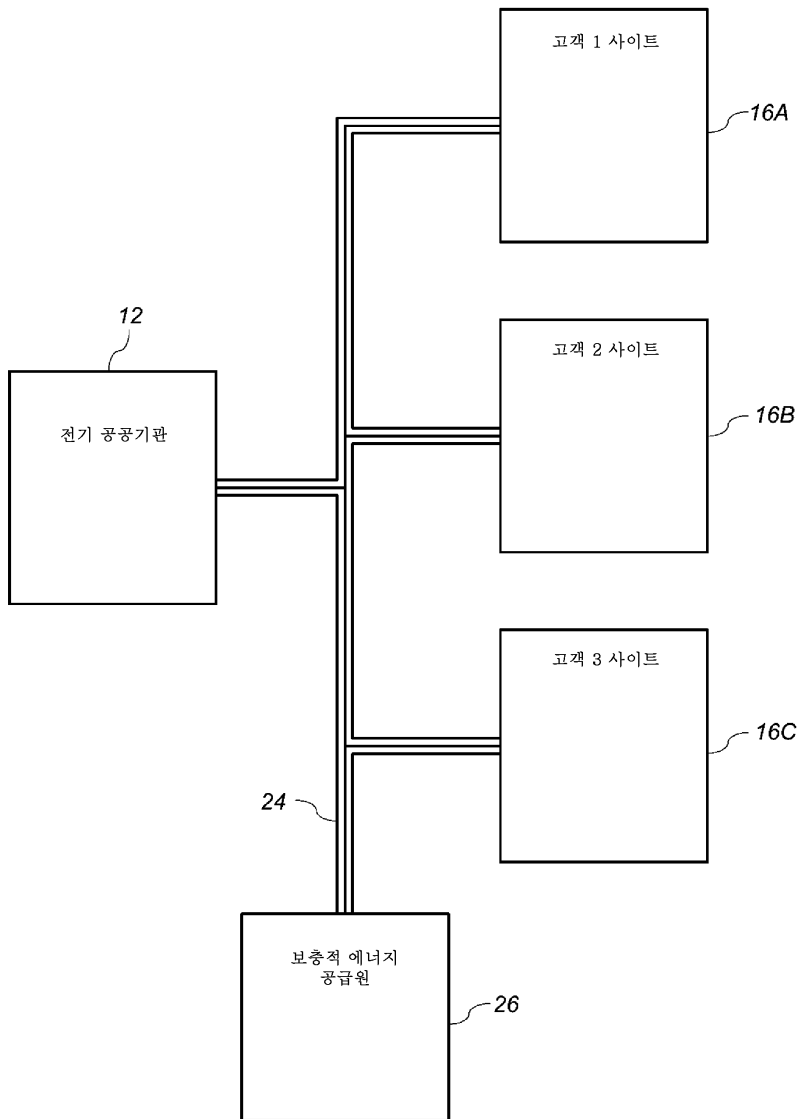 고객 1 사이트
16A
12
고객 2 사이트
16B
전기 공공기관
고객 3 사이트
16C
24
보충적 에너지
공급원
26